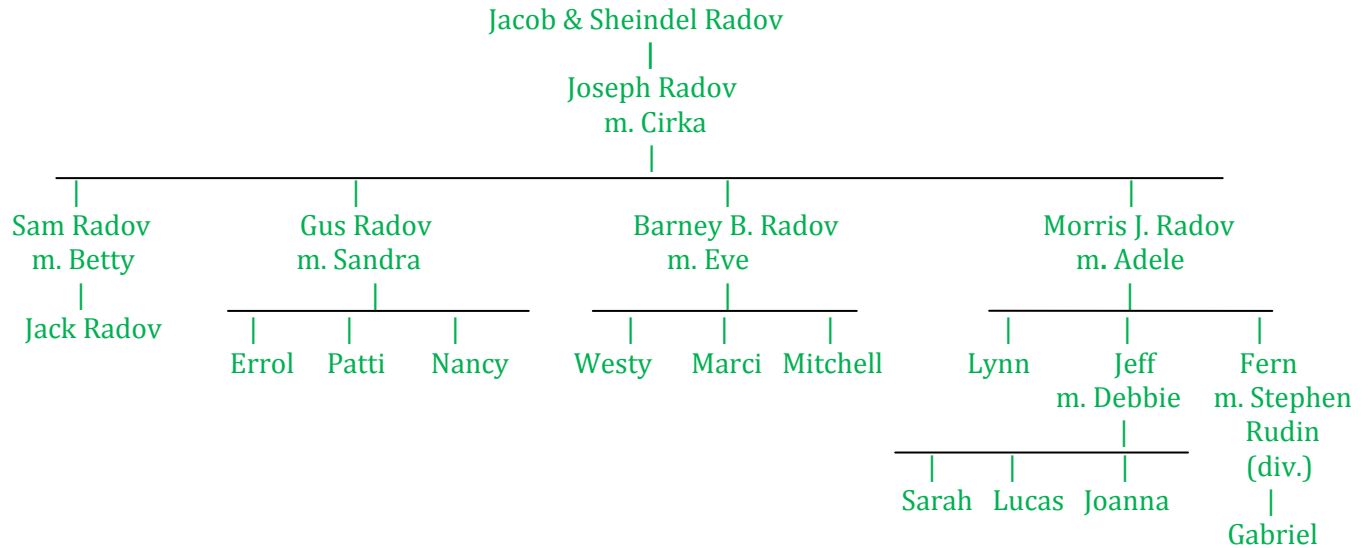 Jacob & Sheindel Radov
Joseph Radov
m. Cirka
Sam Radov Gus Radov Barney B. Radov Morris J. Radov
m. Betty m. Sandra m. Eve m. Adele
Jack Radov
Errol Patti Nancy Westy Marci Mitchell Lynn Jeff Fern
m. Debbie m. Stephen
Rudin
(div.)
Sarah Lucas Joanna
Gabriel